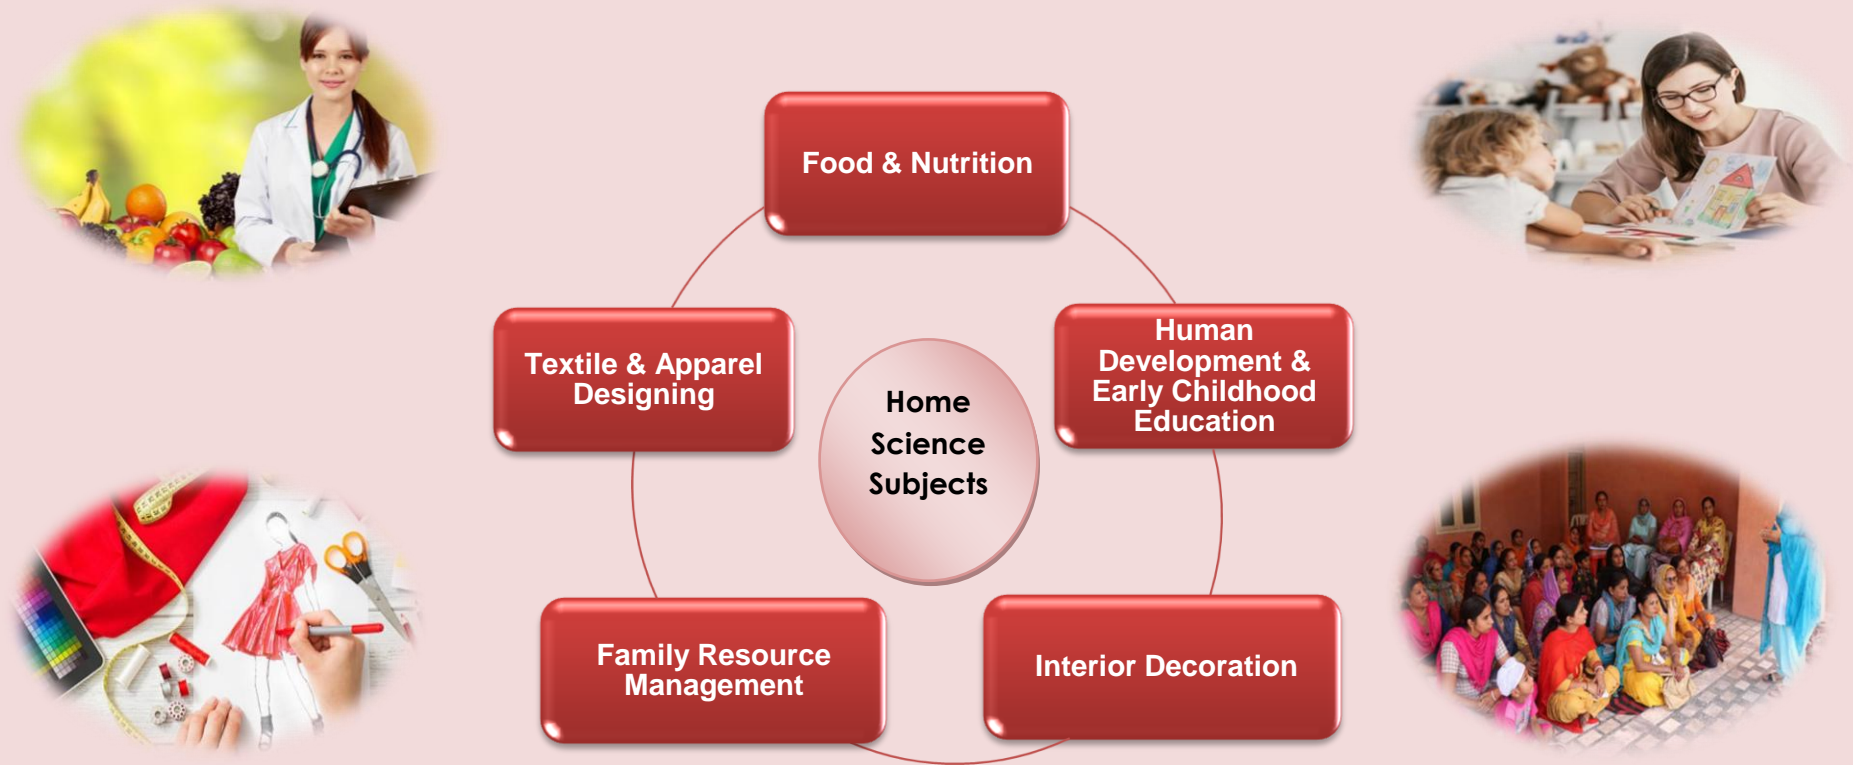 Food & Nutrition
Human
Development &
Early Childhood
Education
Textile & Apparel
Designing
Home
Science
Subjects
Family Resource
Management
Interior Decoration